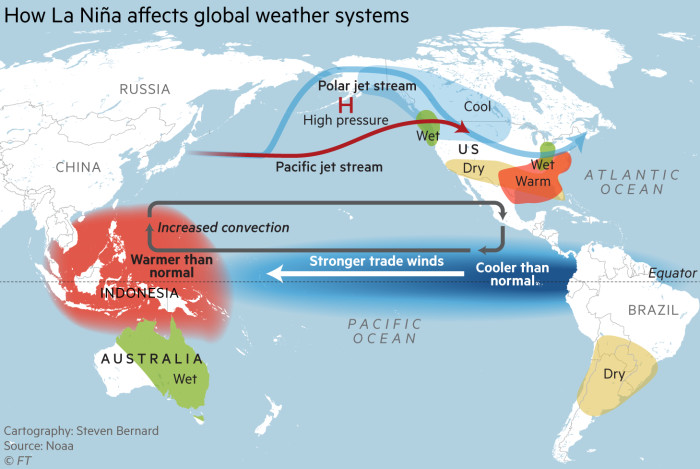 How La Niña affects global weather systems
RUSSIA
Polar jet stream
H
High pressure
Cool
Wet
US
CHINA
Pacific jet stream
Dry
Wet
Warm
ATLANTIC
OCEAN
Increased convection
Warmer than
normal
Stronger trade winds
Cooler than
normal
Equator
INDONESIA
BRAZIL
PACIFIC
OCEAN
AUSTRALIA
Wet
Dry
Cartography: Steven Bernard
Source: Noaa
© FT